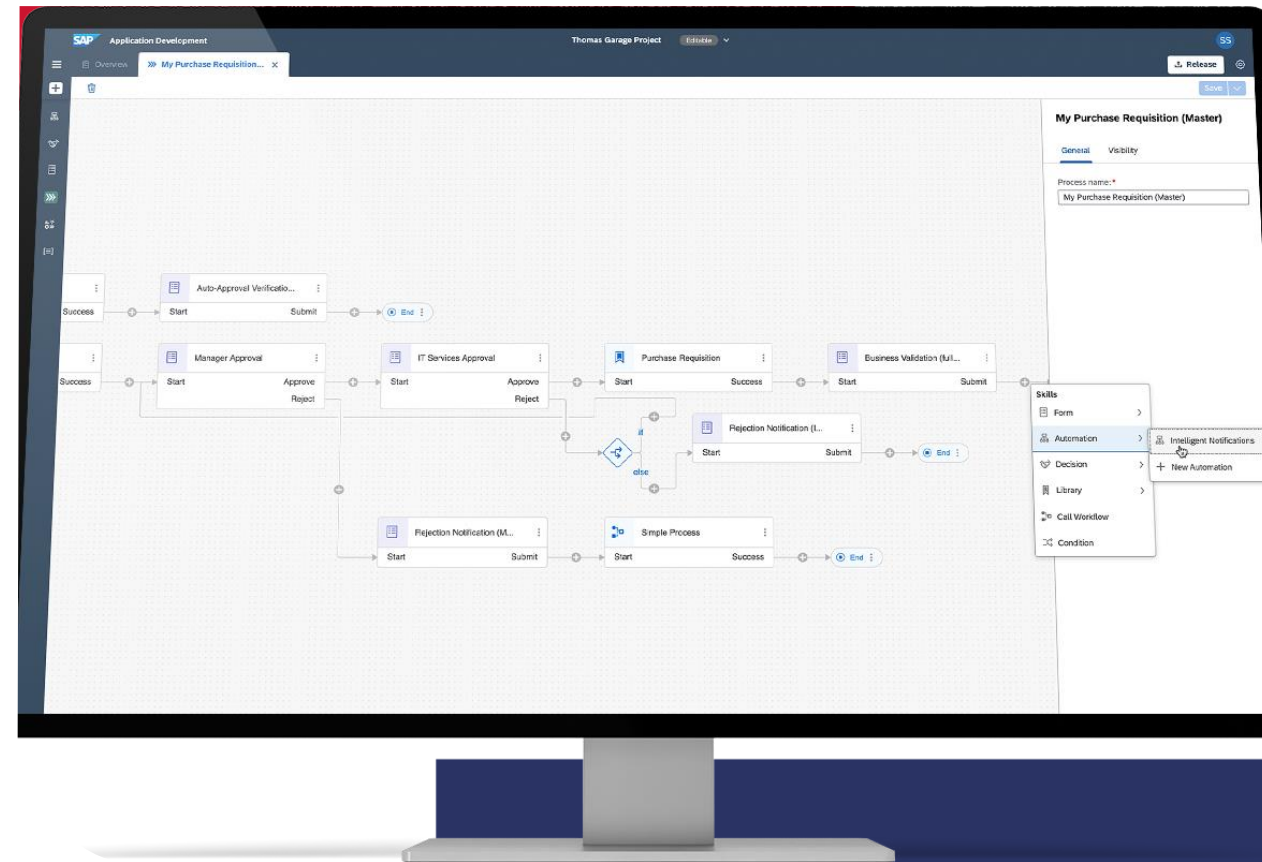 SAP Application Development
Thomas Garage Project
Editable
SS
Overview
My Purchase Requisition... x
Release
Save
My Purchase Requisition (Master)
General Visibility
Process name:*
My Purchase Requisition (Master)
Auto-Approval Verificatio...
Success
Start Submit
End
Manager Approval
Success
Start Approve
Reject
IT Services Approval
Start Approve
Reject
Purchase Requisition
Start Success
Business Validation (full...
Start Submit
if
else
Rejection Notification (I...
Start Submit
End
Rejection Notification (M...
Start Submit
Simple Process
Start Success
End
Skills
Form
Automation
Decision
Library
Call Workflow
Condition
Intelligent Notifications
New Automation